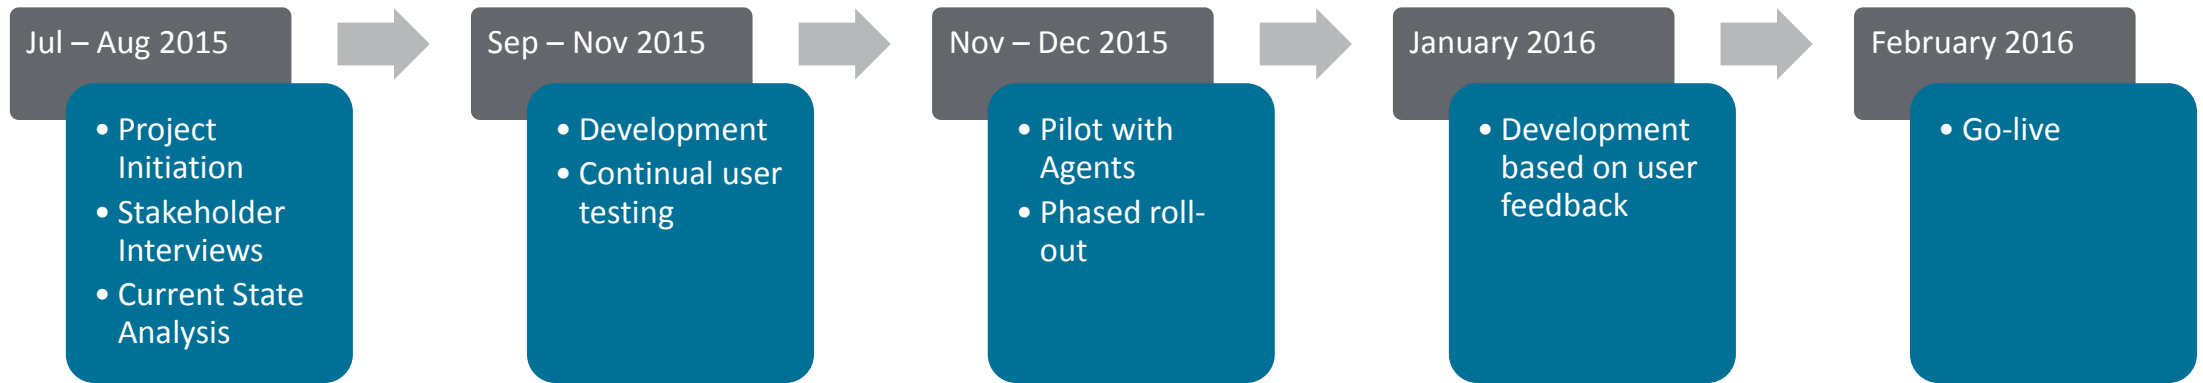 Jul – Aug 2015
• Project
Initiation
• Stakeholder
Interviews
• Current State
Analysis
Sep – Nov 2015
• Development
• Continual user
testing
Nov – Dec 2015
• Pilot with
Agents
• Phased roll-
out
January 2016
• Development
based on user
feedback
February 2016
• Go-live